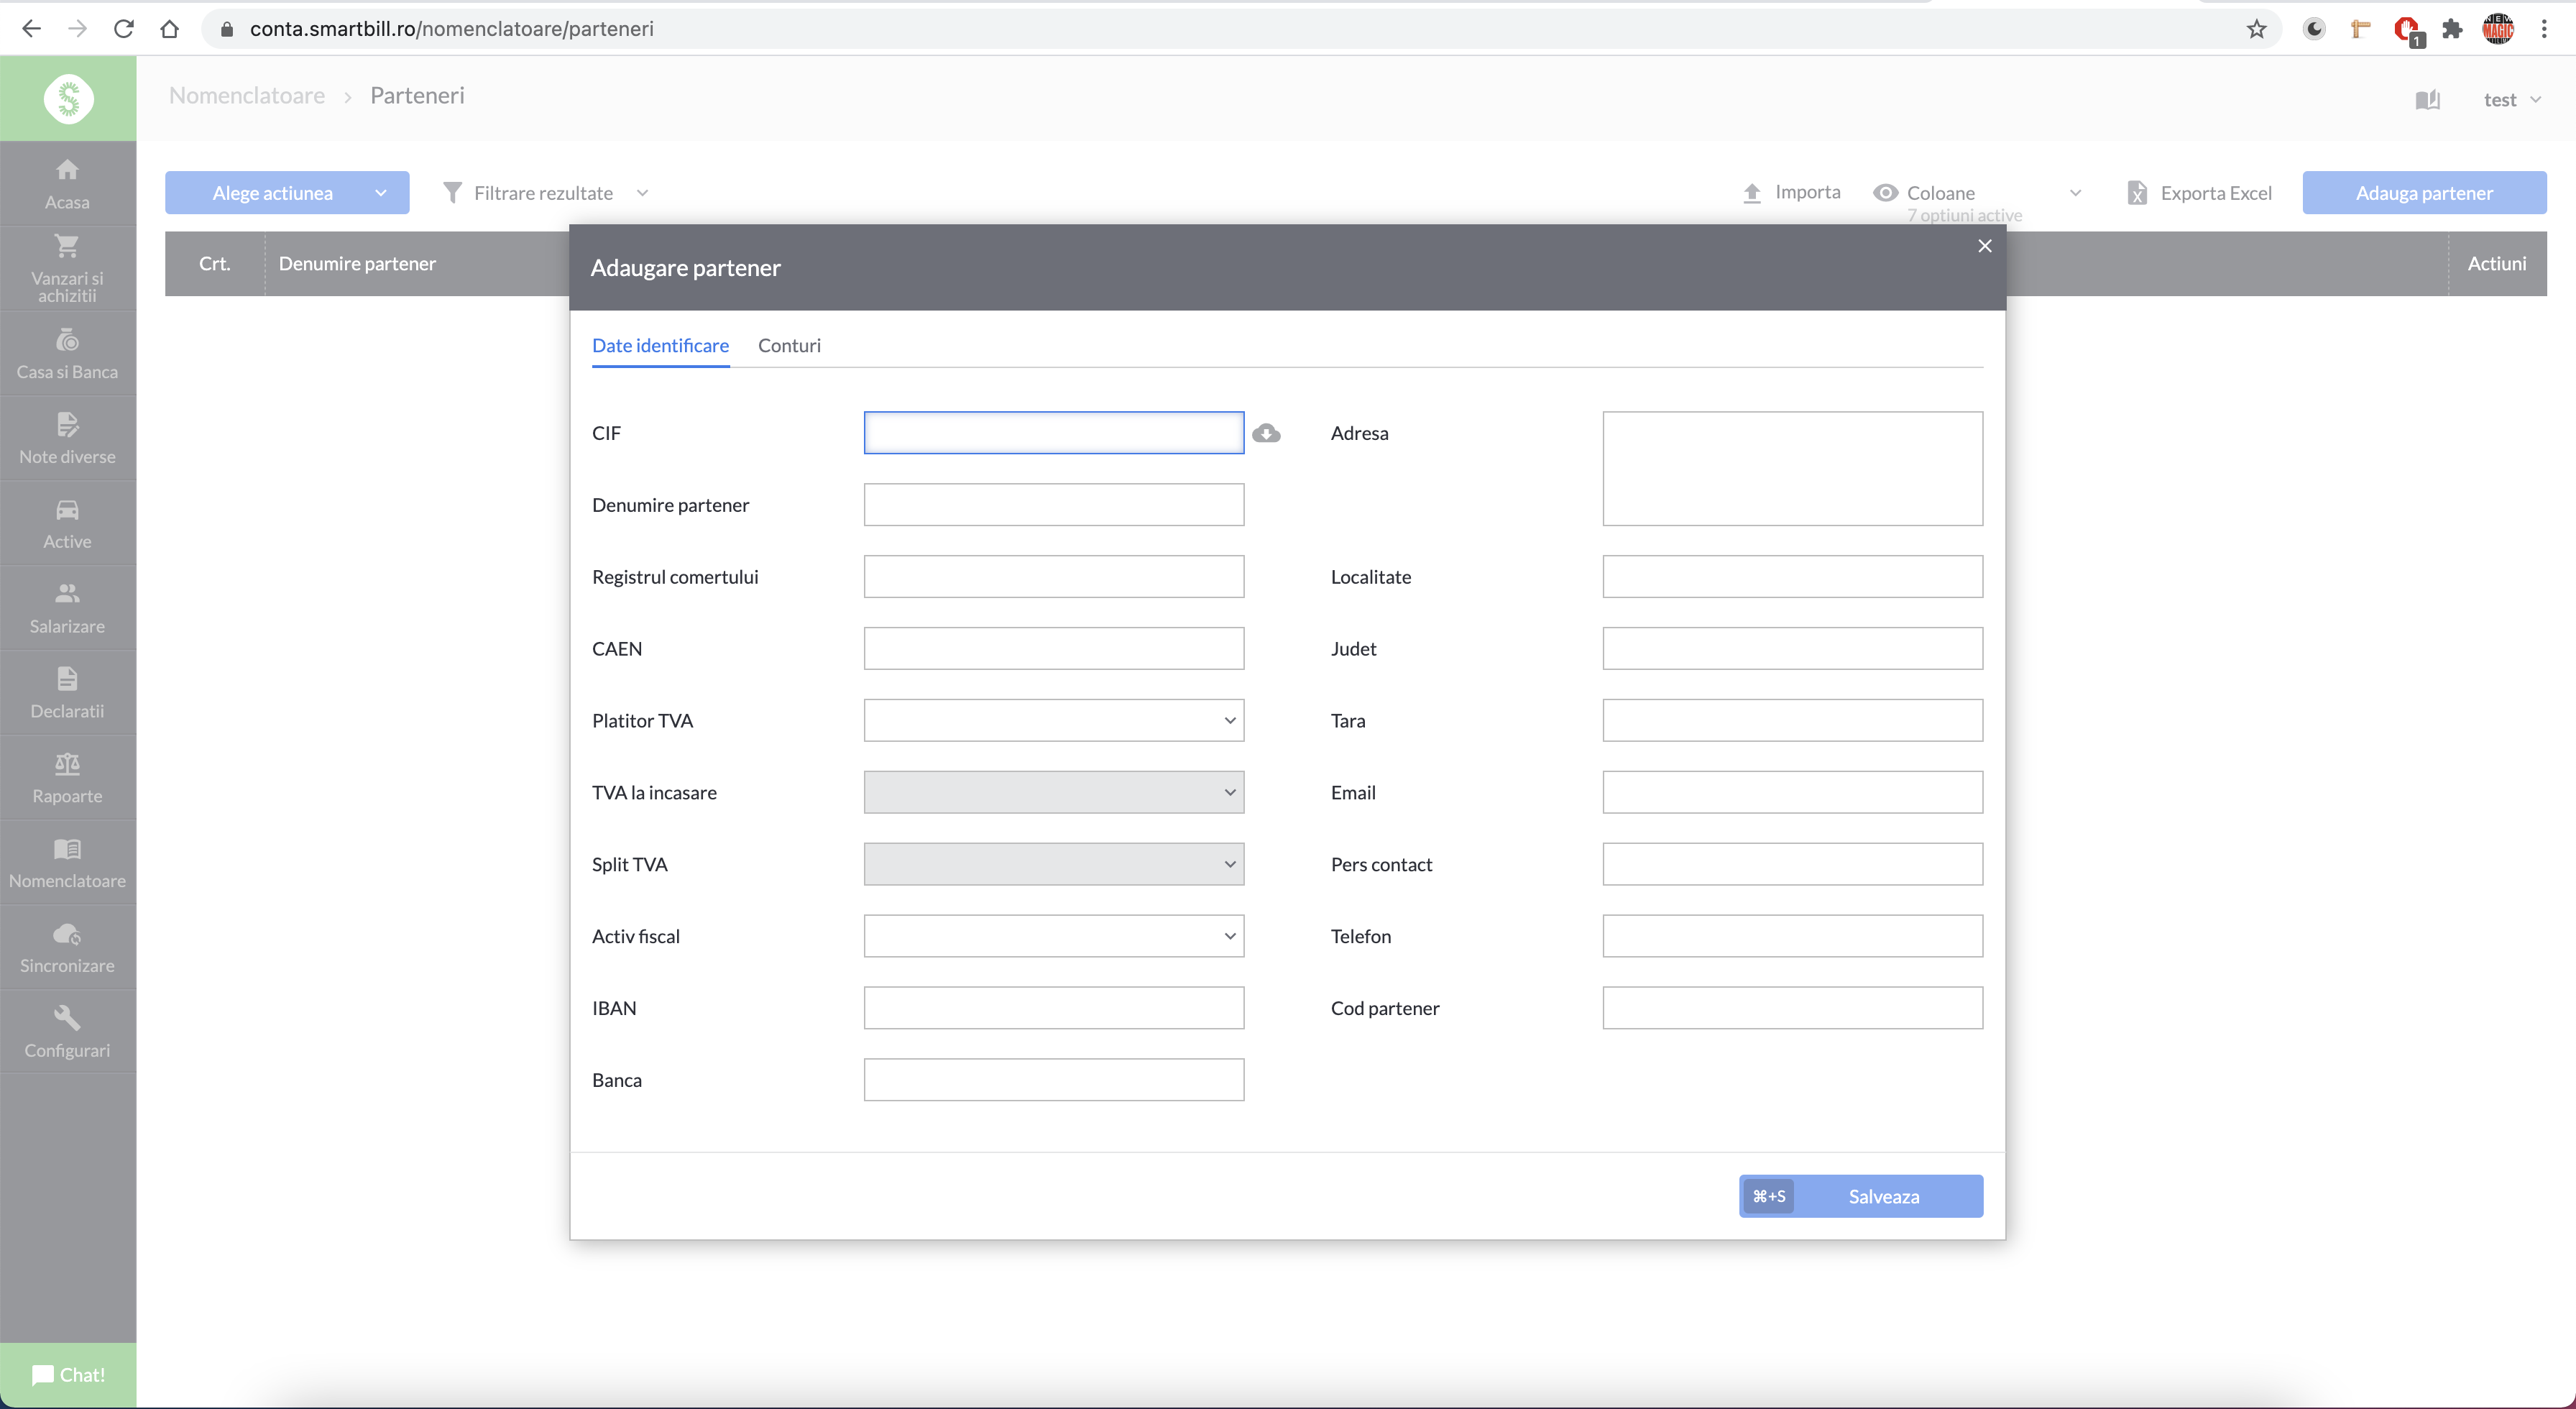 conta.smartbill.ro/nomenclatoare/parteneri
1
NEW
MAGIC
Nomenclatoare > Parteneri
test
Acasa
Vanzari si
achizitii
Casa si Banca
Note diverse
Active
Salarizare
Declaratii
Rapoarte
Nomenclatoare
Sincronizare
Configurari
Chat!
Alege actiunea
Filtrare rezultate
Importa
Coloane
7 optiuni active
Exporta Excel
Adauga partener
Crt.
Denumire partener
Actiuni
Adaugare partener
Date identificare
Conturi
CIF
Denumire partener
Registrul comertului
CAEN
Platitor TVA
TVA la incasare
Split TVA
Activ fiscal
IBAN
Banca
Adresa
Localitate
Judet
Tara
Email
Pers contact
Telefon
Cod partener
⌘+S
Salveaza